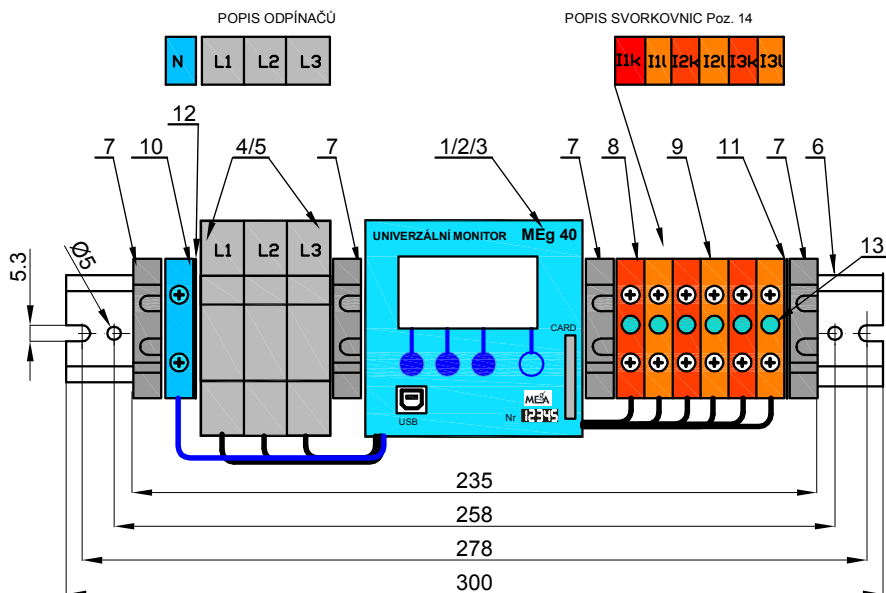 POPIS ODPÍNAČŮ
POPIS SVORKOVNIC Poz. 14
N L1 L2 L3
I1k I1l I2k I2l I3k I3l
12
7 10 4/5 7 1/2/3 7 8 9 11 7 6
13
Ø5
5.3
L1 L2 L3
UNIVERZÁLNÍ MONITOR MEg 40
CARD
USB
MEgA
Nr 12345
235
258
278
300